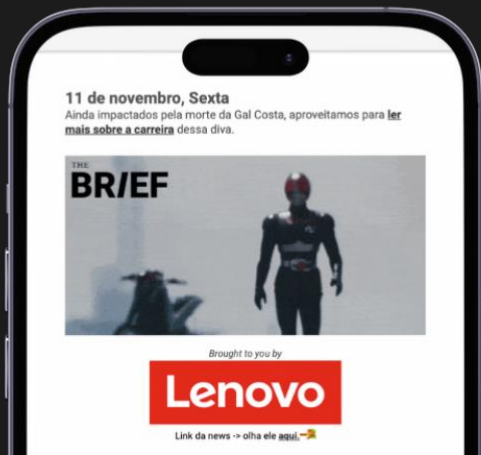 11 de novembro, Sexta
Ainda impactados pela morte da Gal Costa, aproveitamos para ler
mais sobre a carreira dessa diva.
THE
BRIEF
Brought to you by
Lenovo
Link da news -> olha ele aqui.